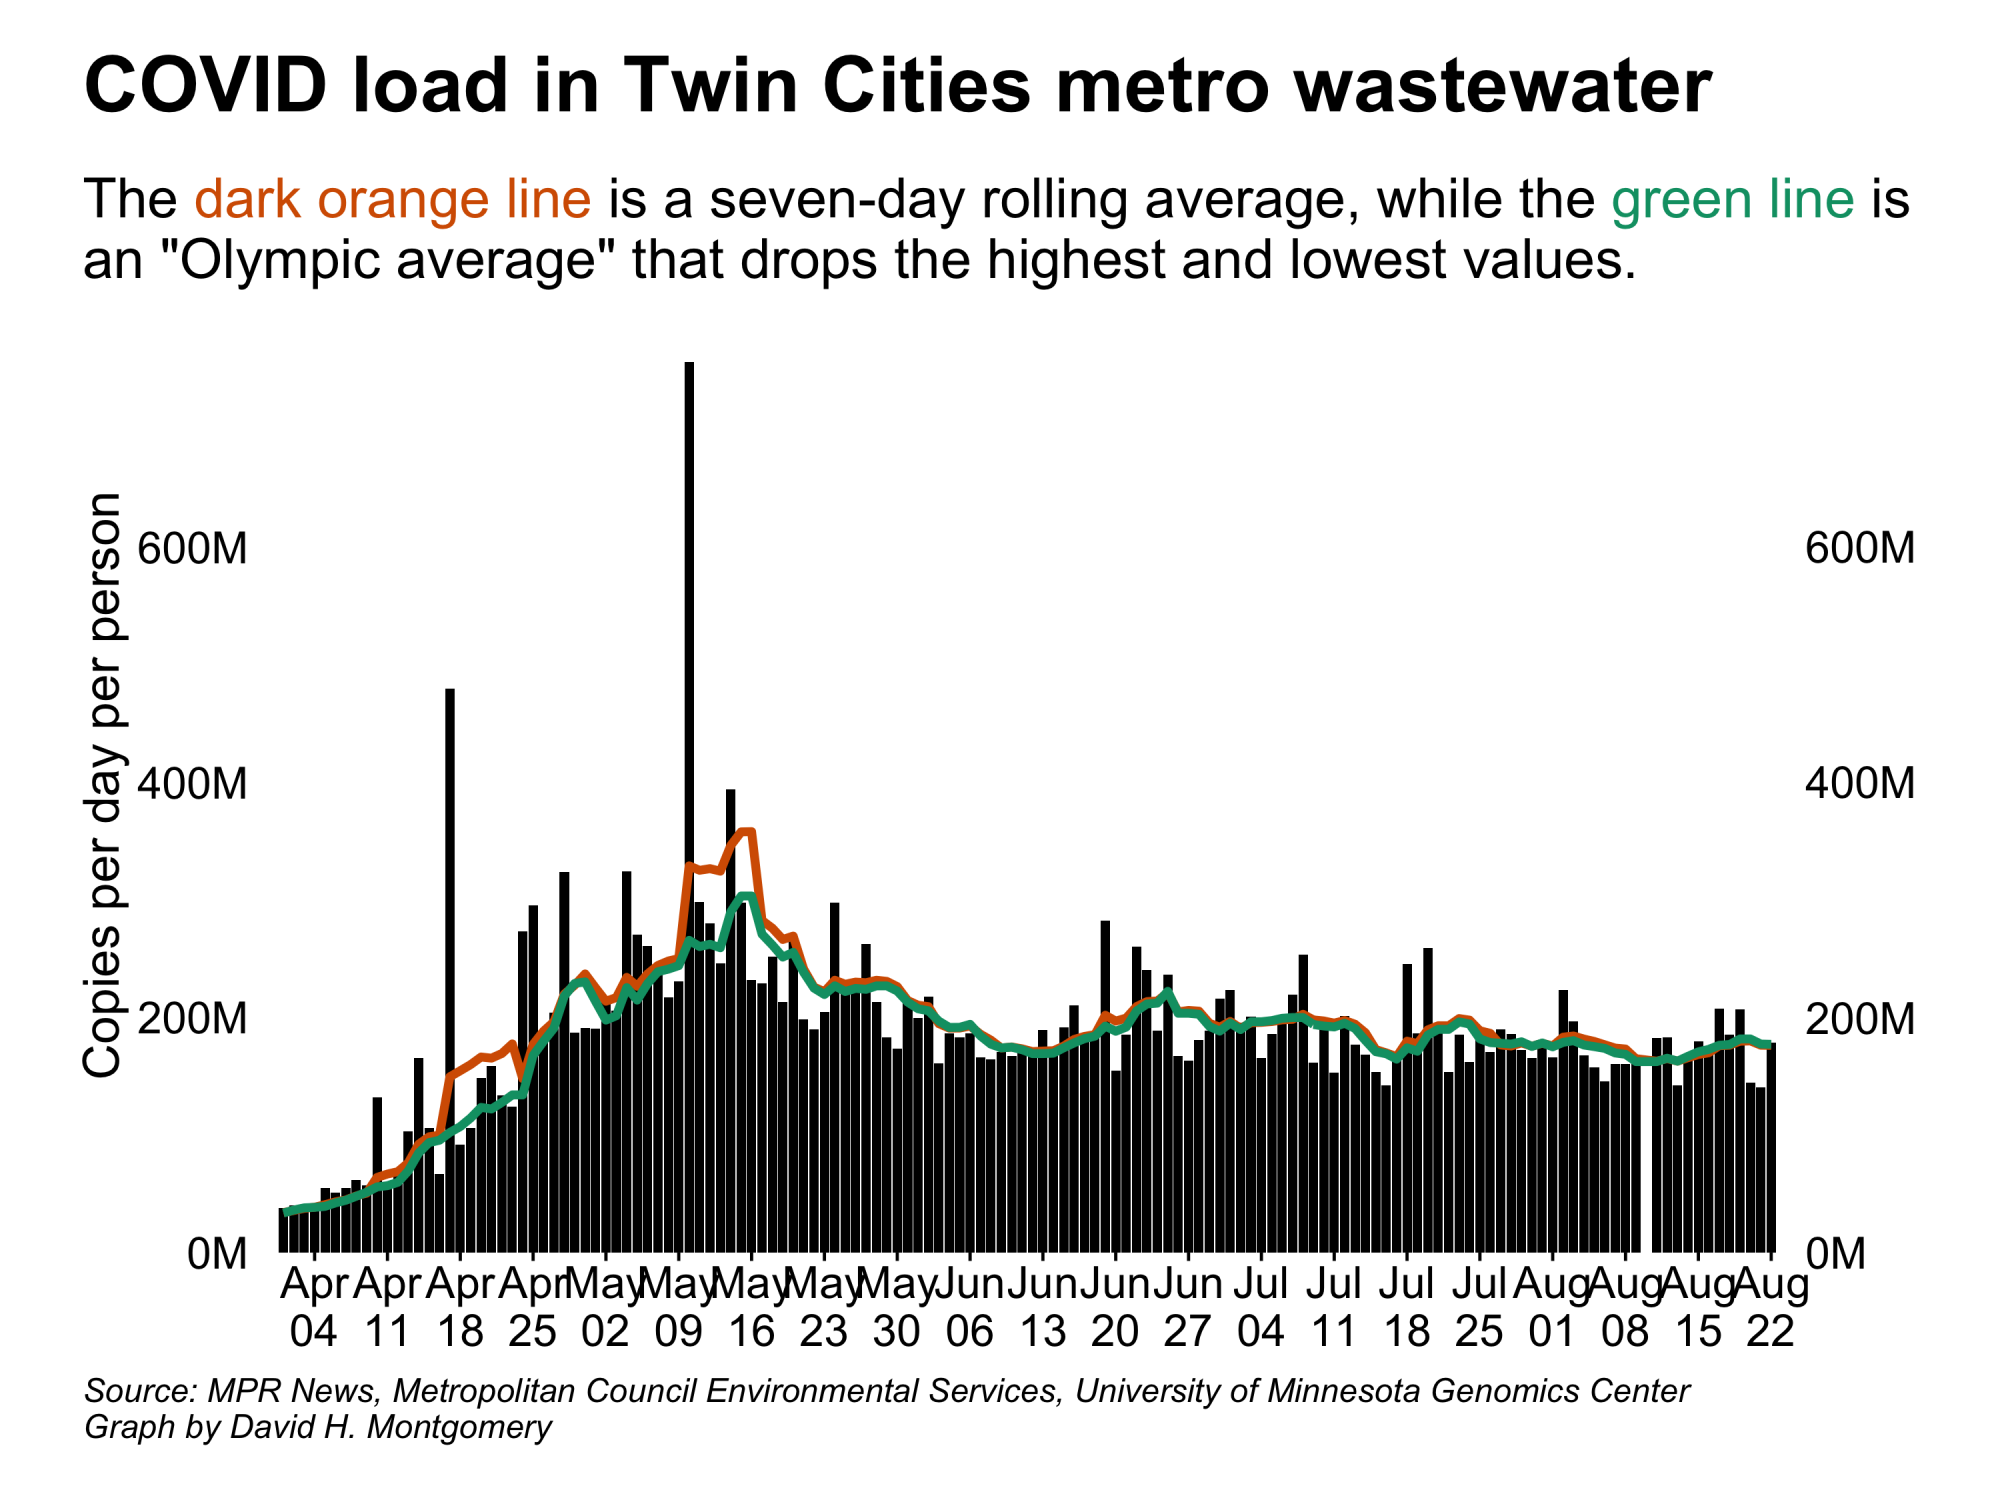 COVID load in Twin Cities metro wastewater
The dark orange line is a seven-day rolling average, while the green line is
an "Olympic average" that drops the highest and lowest values.
Copies per day per person
600M 600M
400M 400M
200M 200M
0M 0M
Apr Apr Apr Apr May May May May May Jun Jun Jun Jun Jul Jul Jul Jul Aug Aug Aug Aug
04 11 18 25 02 09 16 23 30 06 13 20 27 04 11 18 25 01 08 15 22
Source: MPR News, Metropolitan Council Environmental Services, University of Minnesota Genomics Center
Graph by David H. Montgomery